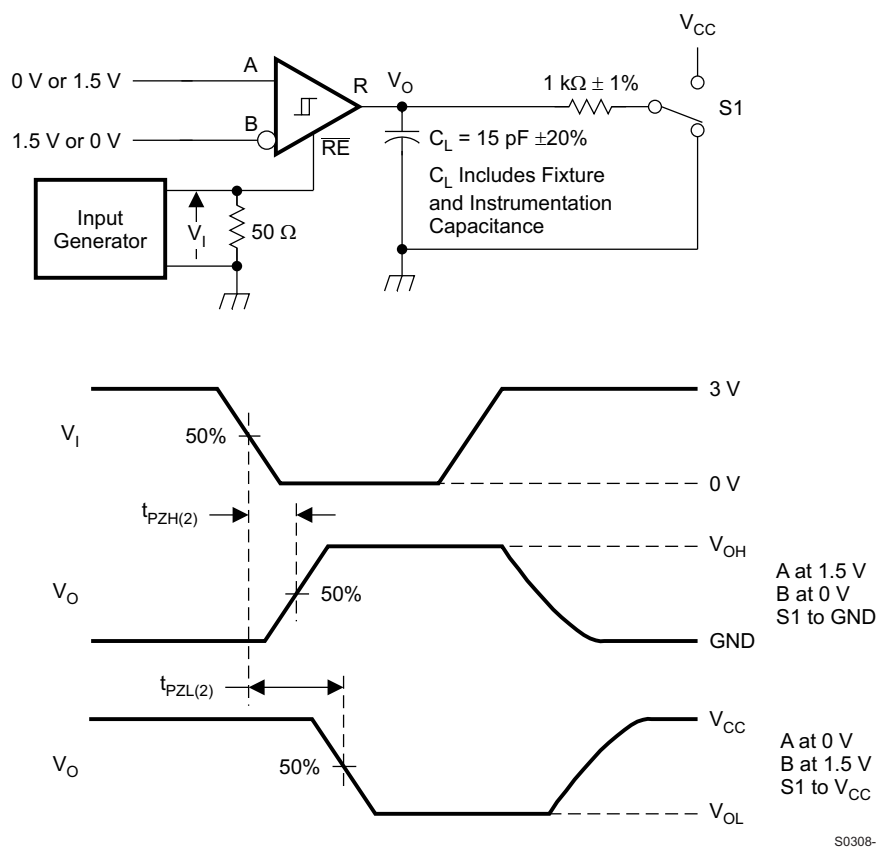 V_CC
A
0 V or 1.5 V
R
V_O
1 kΩ ± 1%
S1
B
1.5 V or 0 V
R̅E̅
C_L = 15 pF ±20%
C_L Includes Fixture
and Instrumentation
Capacitance
Input
Generator
V_I
50 Ω
3 V
V_I
50%
0 V
t_PZH(2)
V_OH
A at 1.5 V
B at 0 V
S1 to GND
V_O
50%
GND
t_PZL(2)
V_CC
A at 0 V
B at 1.5 V
S1 to V_CC
V_O
50%
V_OL
S0308-